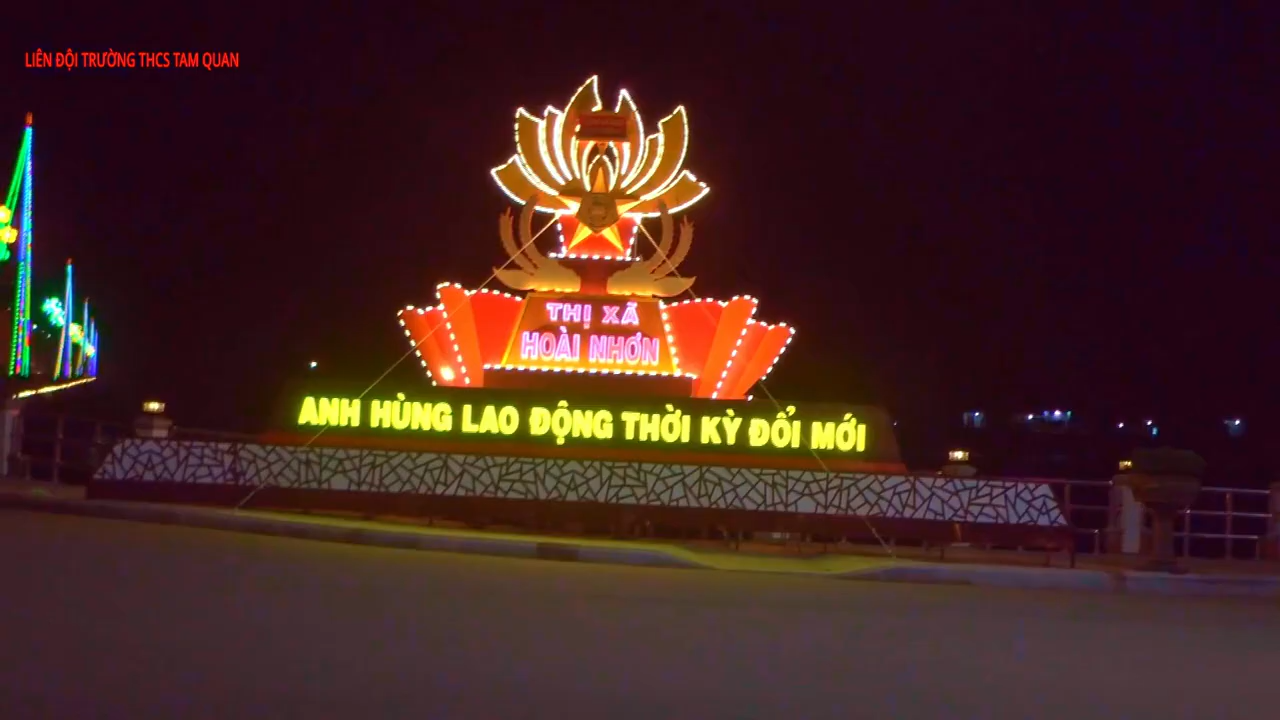 LIÊN ĐỘI TRƯỜNG THCS TAM QUAN
THỊ XÃ
HOÀI NHƠN
ANH HÙNG LAO ĐỘNG THỜI KỲ ĐỔI MỚI